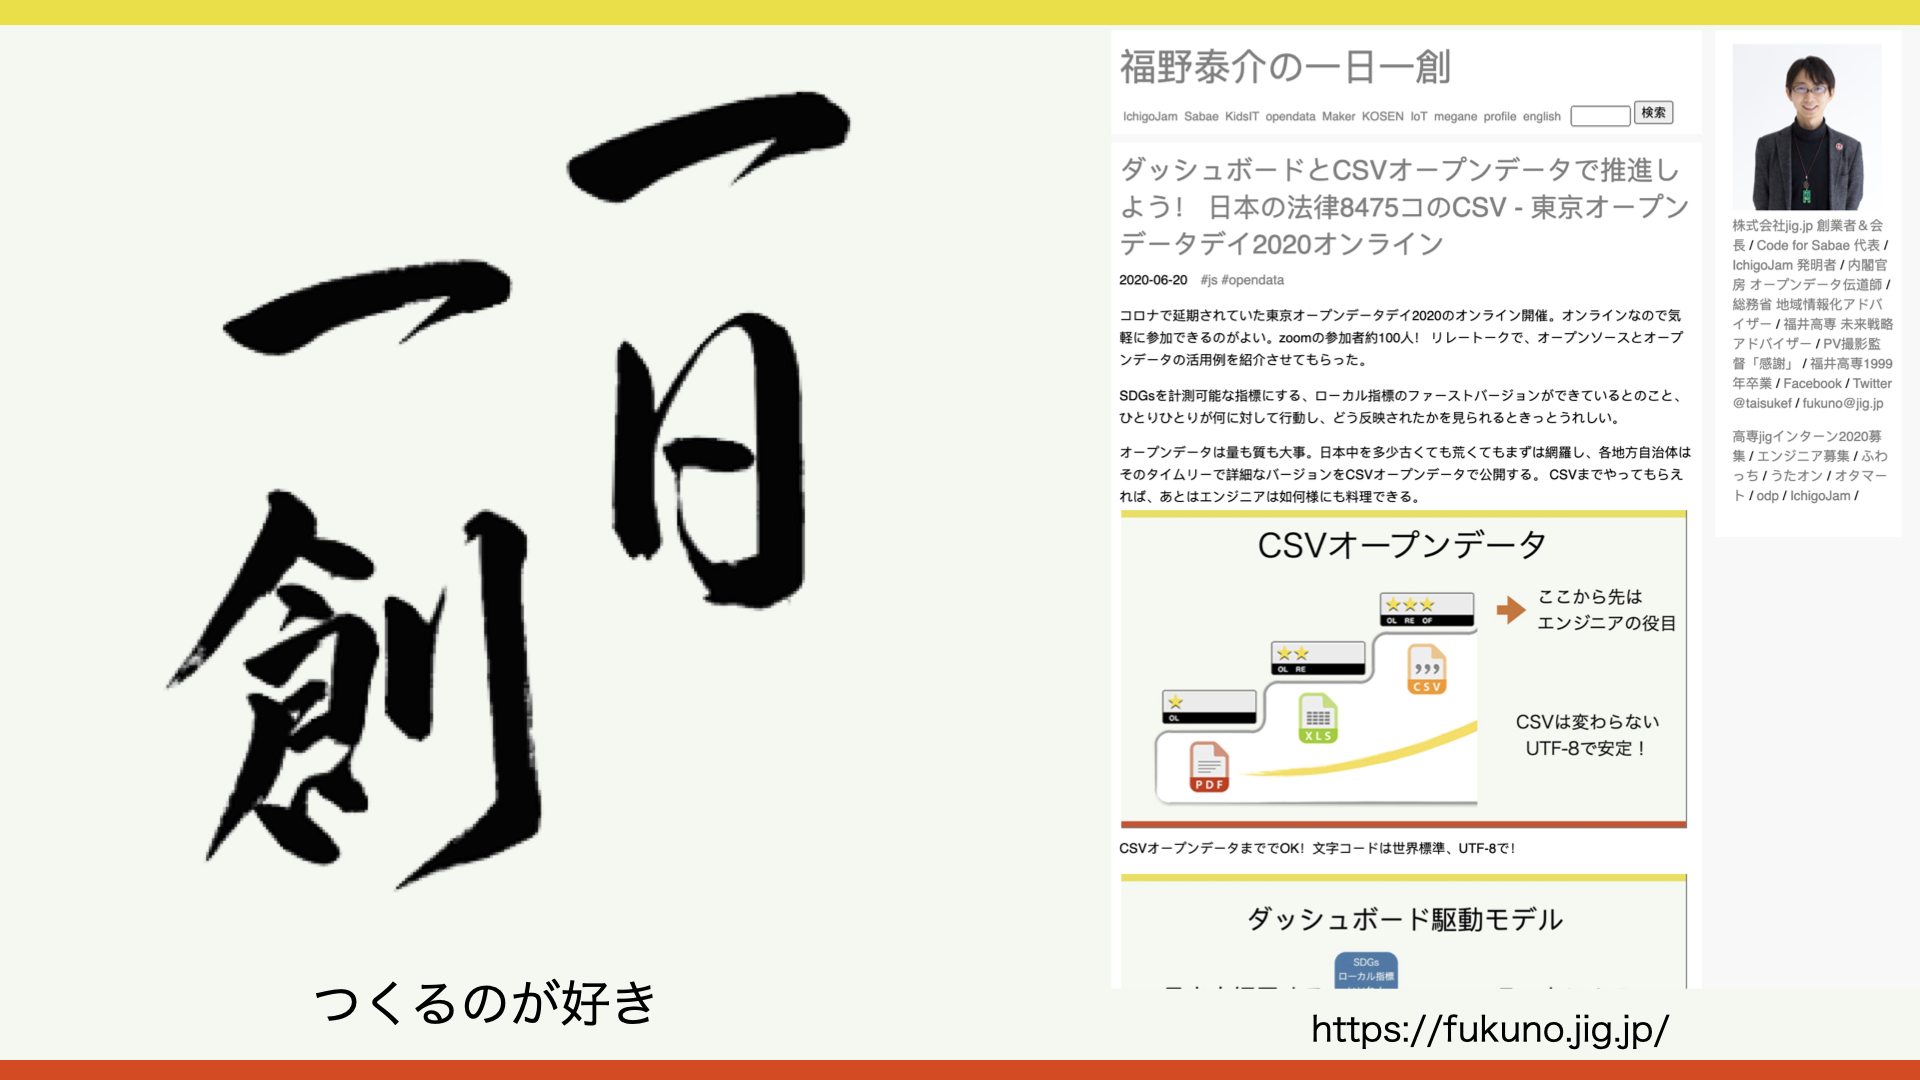 一日
一創
つくるのが好き
福野泰介の一日一創
IchigoJam Sabae KidsIT opendata Maker KOSEN IoT megane profile english 検索
ダッシュボードとCSVオープンデータで推進し
よう！ 日本の法律8475コのCSV - 東京オープン
データデイ2020オンライン
2020-06-20 #js #opendata
コロナで延期されていた東京オープンデータデイ2020のオンライン開催。オンラインなので気
軽に参加できるのがよい。zoomの参加者約100人！ リレートークで、オープンソースとオープ
ンデータの活用例を紹介させてもらった。
SDGsを計測可能な指標にする、ローカル指標のファーストバージョンができているとのこと、
ひとりひとりが何に対して行動し、どう反映されたかを見られるときっとうれしい。
オープンデータは量も質も大事。日本中を多少古くても荒くてもまずは網羅し、各地方自治体は
そのタイムリーで詳細なバージョンをCSVオープンデータで公開する。 CSVまでやってもらえ
れば、あとはエンジニアは如何様にも料理できる。
CSVオープンデータ
OL RE OF
ここから先は
エンジニアの役目
OL RE
CSV
OL
XLS
PDF
CSVは変わらない
UTF-8で安定！
CSVオープンデータまででOK！文字コードは世界標準、UTF-8で！
ダッシュボード駆動モデル
SDGs
ローカル指標
株式会社jig.jp 創業者＆会
長 / Code for Sabae 代表 /
IchigoJam 発明者 / 内閣官
房 オープンデータ伝道師 /
総務省 地域情報化アドバ
イザー / 福井高専 未来戦略
アドバイザー / PV撮影監
督「感謝」 / 福井高専1999
年卒業 / Facebook / Twitter
@taisukef / fukuno@jig.jp
高専jigインターン2020募
集 / エンジニア募集 / ふわ
っち / うたオン / オタマー
ト / odp / IchigoJam /
https://fukuno.jig.jp/